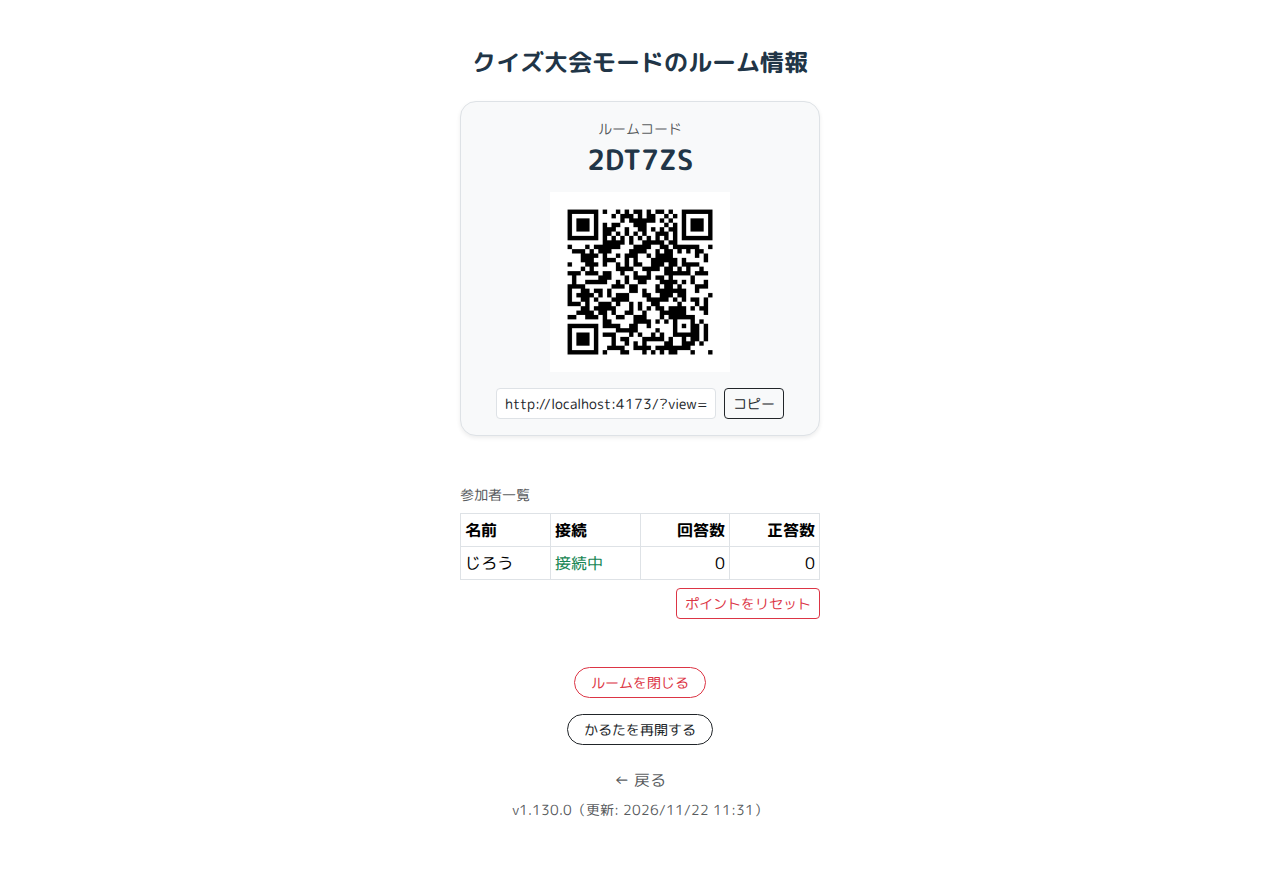 クイズ大会モードのルーム情報
ルームコード
2DT7ZS
http://localhost:4173/?view= コピー
参加者一覧
名前 接続 回答数 正答数
じろう 接続中 0 0
ポイントをリセット
ルームを閉じる
かるたを再開する
← 戻る
v1.130.0（更新: 2026/11/22 11:31）